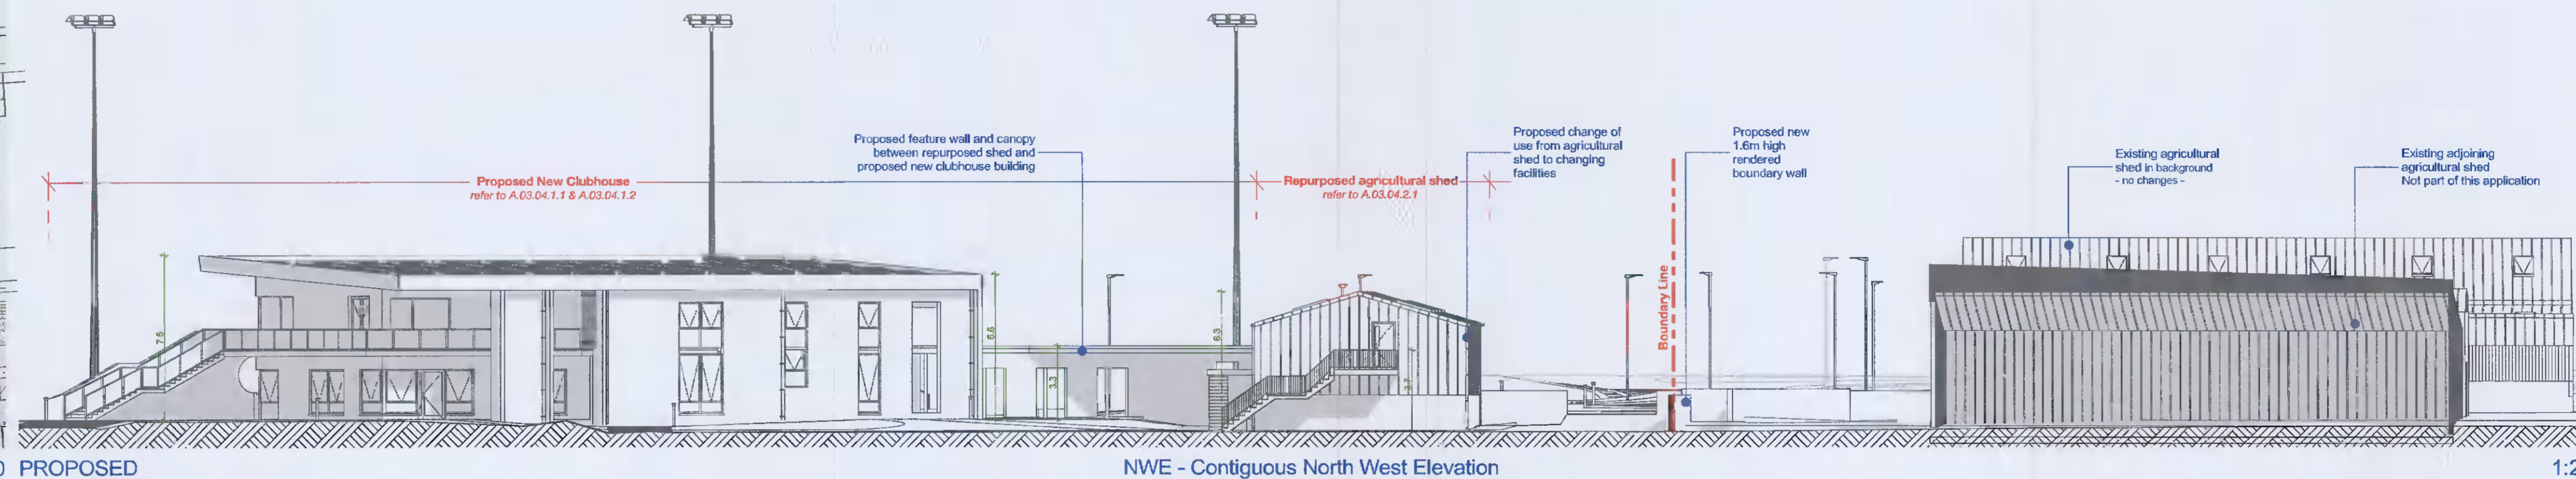 Proposed New Clubhouse
refer to A.03.04.1.1 & A.03.04.1.2
Proposed feature wall and canopy
between repurposed shed and
proposed new clubhouse building
Repurposed agricultural shed
refer to A.03.04.2.1
Proposed change of
use from agricultural
shed to changing
facilities
Proposed new
1.6m high
rendered
boundary wall
Existing agricultural
shed in background
- no changes -
Existing adjoining
agricultural shed
Not part of this application
Boundary Line
6.6
3.3
6.3
PROPOSED
NWE - Contiguous North West Elevation